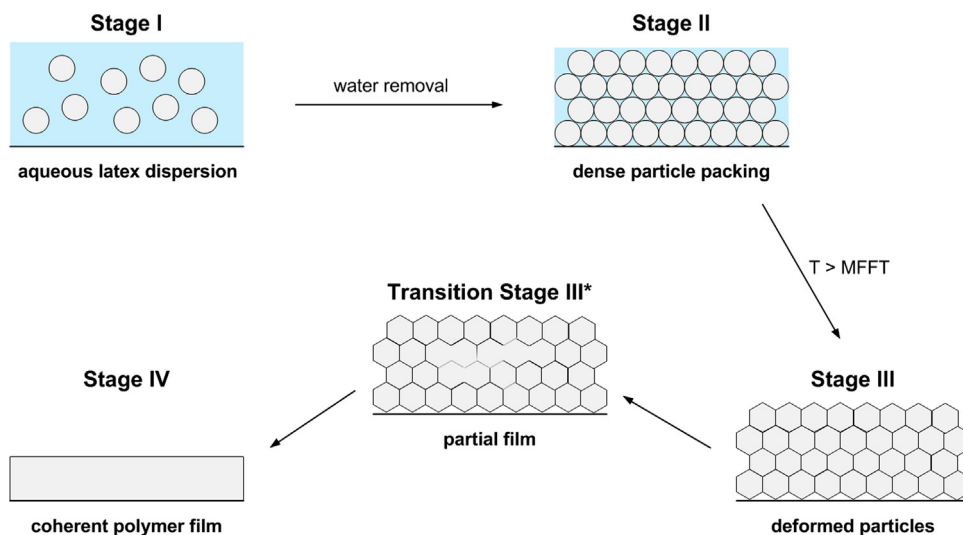 Stage I
aqueous latex dispersion
water removal
Stage II
dense particle packing
T > MFFT
Stage III
deformed particles
Transition Stage III*
partial film
Stage IV
coherent polymer film